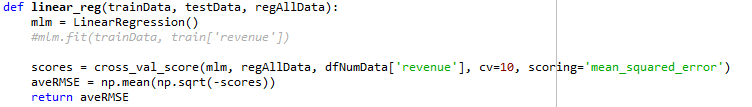 def linear_reg(trainData, testData, regAllData):
    mlm = LinearRegression()
    #mlm.fit(trainData, train['revenue'])
    scores = cross_val_score(mlm, regAllData, dfNumData['revenue'], cv=10, scoring='mean_squared_error')
    aveRMSE = np.mean(np.sqrt(-scores))
    return aveRMSE